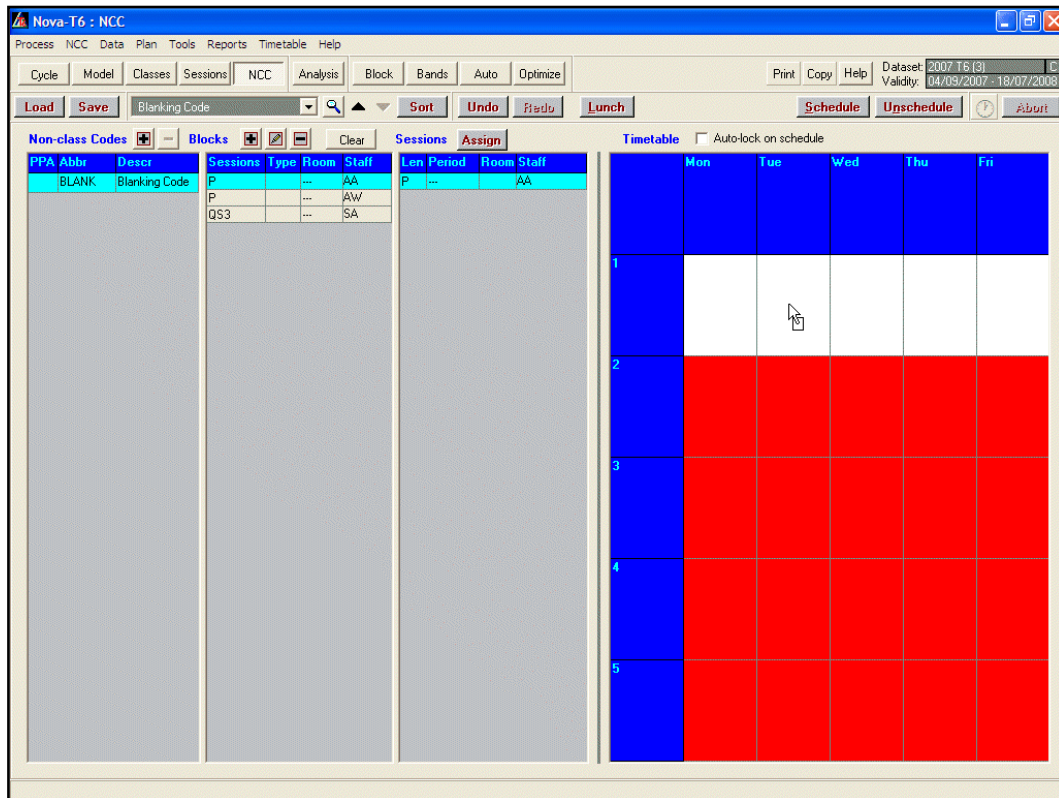 Nova-T6 : NCC
Process NCC Data Plan Tools Reports Timetable Help
Cycle Model Classes Sessions NCC Analysis Block Bands Auto Optimize Print Copy Help Dataset: 2007 T6 (3) C
Validity: 04/09/2007 - 18/07/2008
Load Save Blanking Code Sort Undo Redo Lunch Schedule Unschedule Abort
Non-class Codes Blocks Clear Sessions Assign Timetable Auto-lock on schedule
PPA Abbr Descr Sessions Type Room Staff Len Period Room Staff Mon Tue Wed Thu Fri
BLANK Blanking Code P --- AA P --- AA
P --- AW
QS3 --- SA
1
2
3
4
5